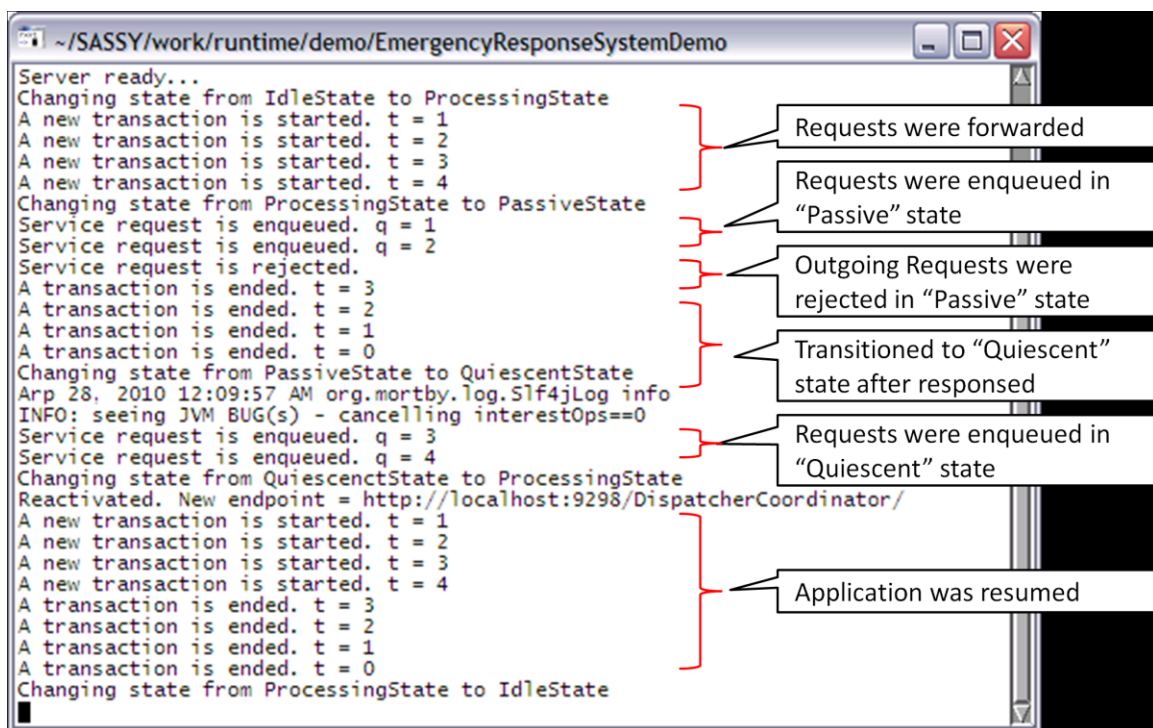 ~/SASSY/work/runtime/demo/EmergencyResponseSystemDemo
Server ready...
Changing state from IdleState to ProcessingState
A new transaction is started. t = 1
A new transaction is started. t = 2
A new transaction is started. t = 3
A new transaction is started. t = 4
Changing state from ProcessingState to PassiveState
Service request is enqueued. q = 1
Service request is enqueued. q = 2
Service request is rejected.
A transaction is ended. t = 3
A transaction is ended. t = 2
A transaction is ended. t = 1
A transaction is ended. t = 0
Changing state from PassiveState to QuiescentState
Arp 28, 2010 12:09:57 AM org.mortby.log.Slf4jLog info
INFO: seeing JVM BUG(s) - cancelling interestOps==0
Service request is enqueued. q = 3
Service request is enqueued. q = 4
Changing state from QuiescenctState to ProcessingState
Reactivated. New endpoint = http://localhost:9298/DispatcherCoordinator/
A new transaction is started. t = 1
A new transaction is started. t = 2
A new transaction is started. t = 3
A new transaction is started. t = 4
A transaction is ended. t = 3
A transaction is ended. t = 2
A transaction is ended. t = 1
A transaction is ended. t = 0
Changing state from ProcessingState to IdleState
Requests were forwarded
Requests were enqueued in
“Passive” state
Outgoing Requests were
rejected in “Passive” state
Transitioned to “Quiescent”
state after responsed
Requests were enqueued in
“Quiescent” state
Application was resumed